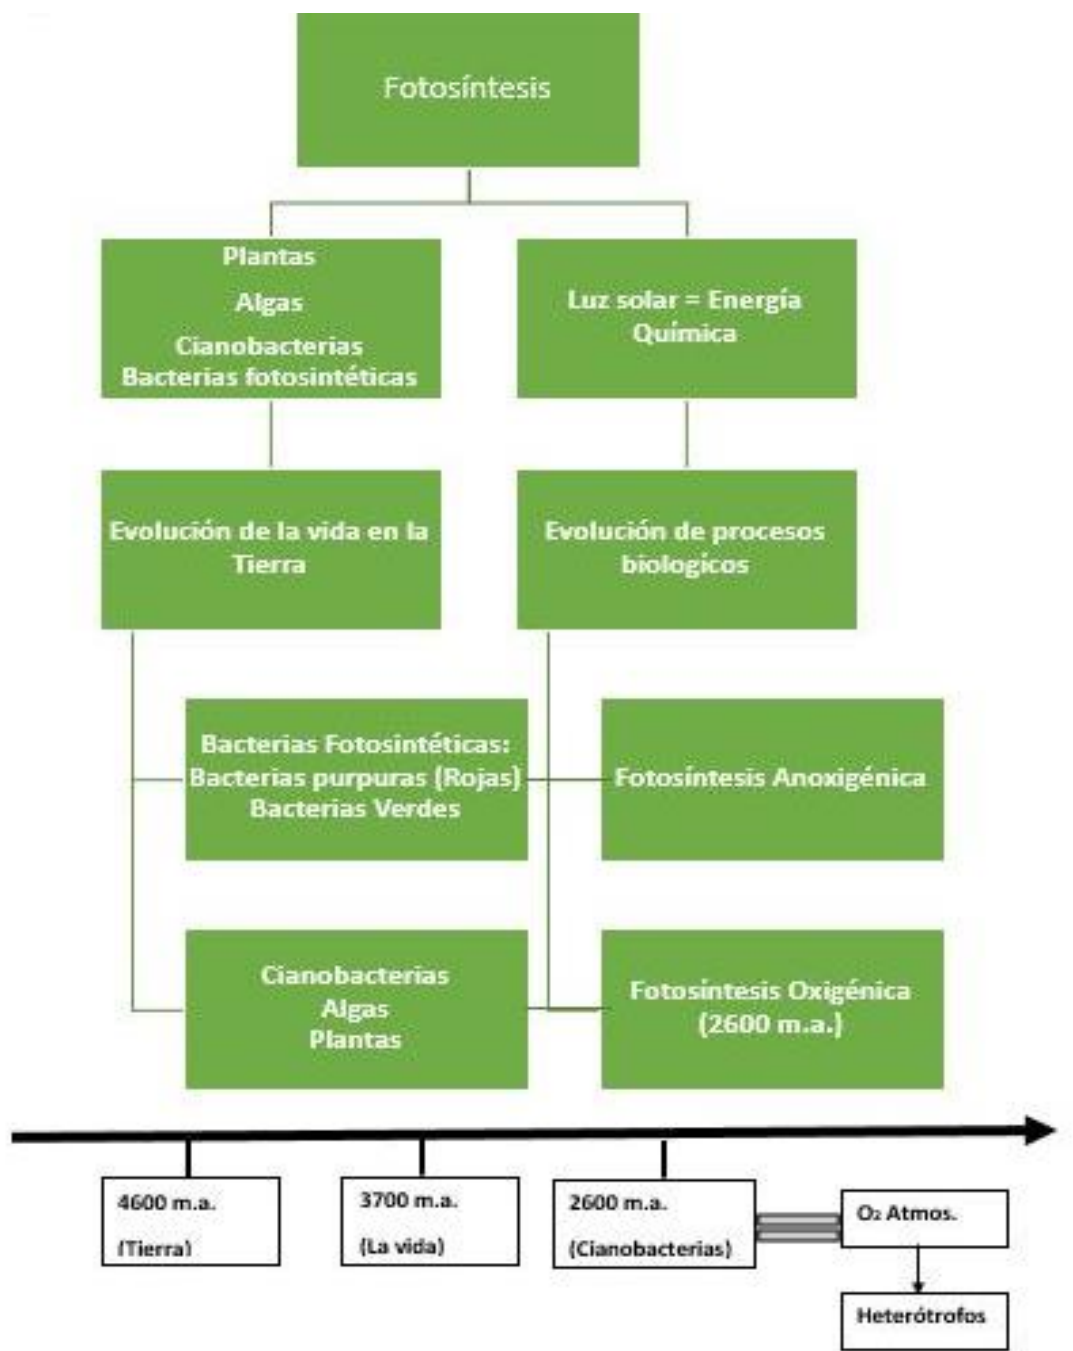 Fotosíntesis
Plantas
Algas
Cianobacterias
Bacterias fotosintéticas
Luz solar = Energía
Química
Evolución de la vida en la
Tierra
Evolución de procesos
biologícos
Bacterias Fotosintéticas:
Bacterias purpuras (Rojas)
Bacterias Verdes
Fotosíntesis Anoxigénica
Cianobacterias
Algas
Plantas
Fotosíntesis Oxigénica
(2600 m.a.)
4600 m.a.
(Tierra)
3700 m.a.
(La vida)
2600 m.a.
(Cianobacterias)
O₂ Atmos.
Heterótrofos